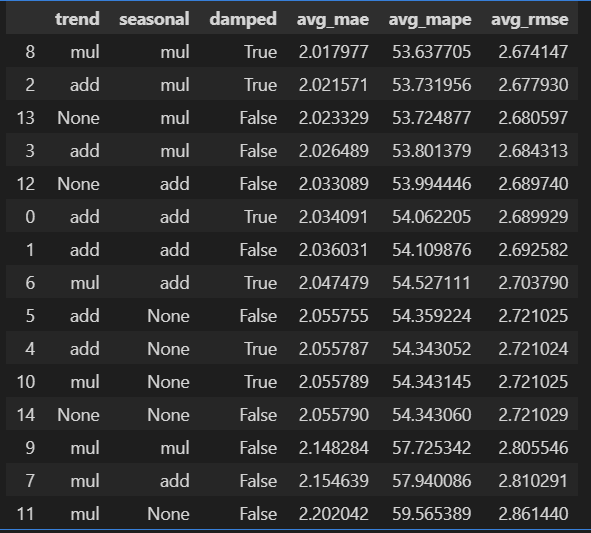 trend seasonal damped avg_mae avg_mape avg_rmse
8 mul mul True 2.017977 53.637705 2.674147
2 add mul True 2.021571 53.731956 2.677930
13 None mul False 2.023329 53.724877 2.680597
3 add mul False 2.026489 53.801379 2.684313
12 None add False 2.033089 53.994446 2.689740
0 add add True 2.034091 54.062205 2.689929
1 add add False 2.036031 54.109876 2.692582
6 mul add True 2.047479 54.527111 2.703790
5 add None False 2.055755 54.359224 2.721025
4 add None True 2.055787 54.343052 2.721024
10 mul None True 2.055789 54.343145 2.721025
14 None None False 2.055790 54.343060 2.721029
9 mul mul False 2.148284 57.725342 2.805546
7 mul add False 2.154639 57.940086 2.810291
11 mul None False 2.202042 59.565389 2.861440